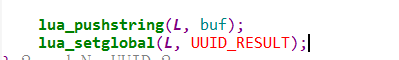 lua_pushstring(L, buf);
lua_setglobal(L, UUID_RESULT);